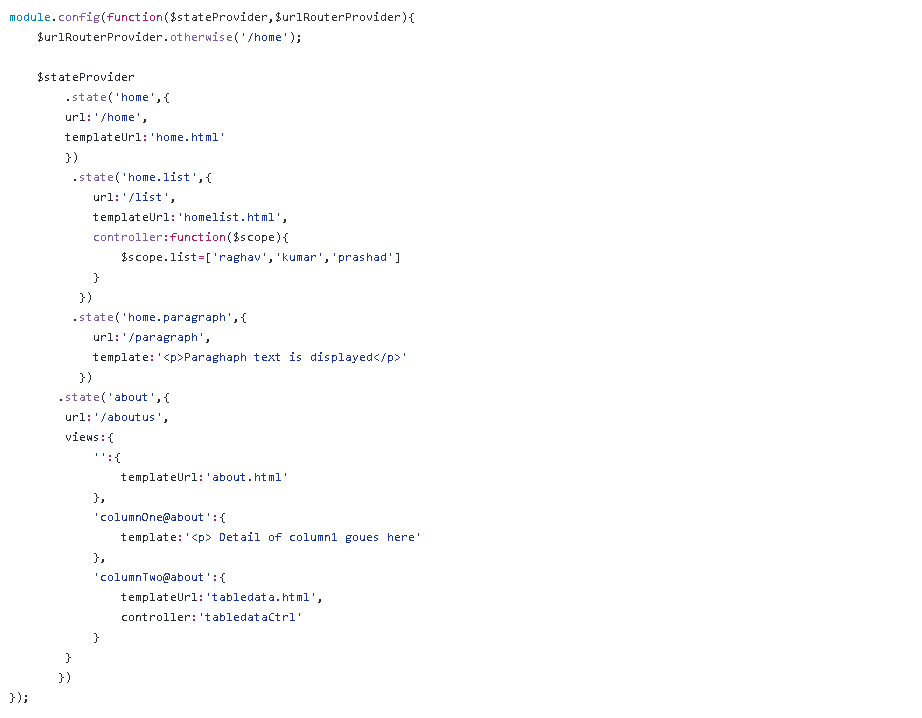 module.config(function($stateProvider,$urlRouterProvider){
    $urlRouterProvider.otherwise('/home');

    $stateProvider
        .state('home',{
        url:'/home',
        templateUrl:'home.html'
        })
         .state('home.list',{
            url:'/list',
            templateUrl:'homelist.html',
            controller:function($scope){
                $scope.list=['raghav','kumar','prashad']
            }
          })
         .state('home.paragraph',{
            url:'/paragraph',
            template:'<p>Paraghaph text is displayed</p>'
          })
       .state('about',{
        url:'/aboutus',
        views:{
            '':{
                templateUrl:'about.html'
            },
            'columnOne@about':{
                template:'<p> Detail of column1 goues here'
            },
            'columnTwo@about':{
                templateUrl:'tabledata.html',
                controller:'tabledataCtrl'
            }
        }
       })
});